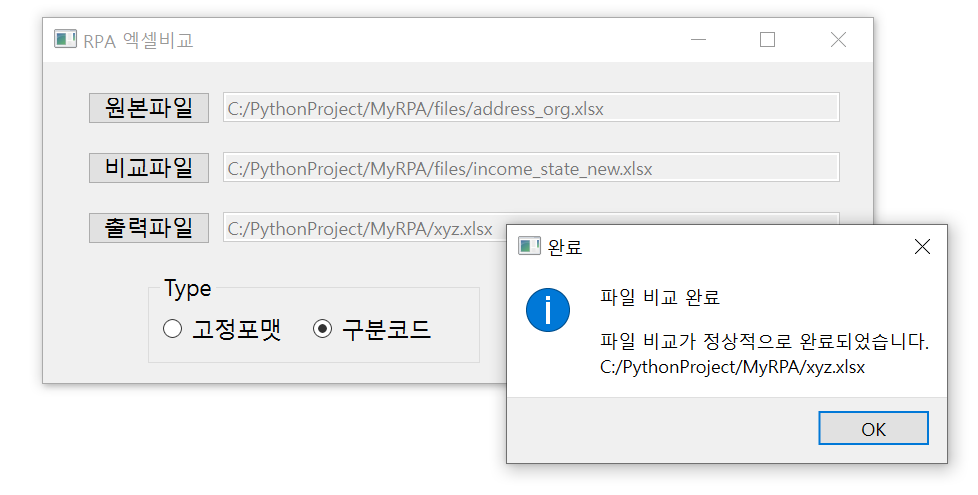 RPA 엑셀비교
원본파일 C:/PythonProject/MyRPA/files/address_org.xlsx
비교파일 C:/PythonProject/MyRPA/files/income_state_new.xlsx
출력파일 C:/PythonProject/MyRPA/xyz.xlsx
Type
고정포맷 구분코드
완료
파일 비교 완료
파일 비교가 정상적으로 완료되었습니다.
C:/PythonProject/MyRPA/xyz.xlsx
OK